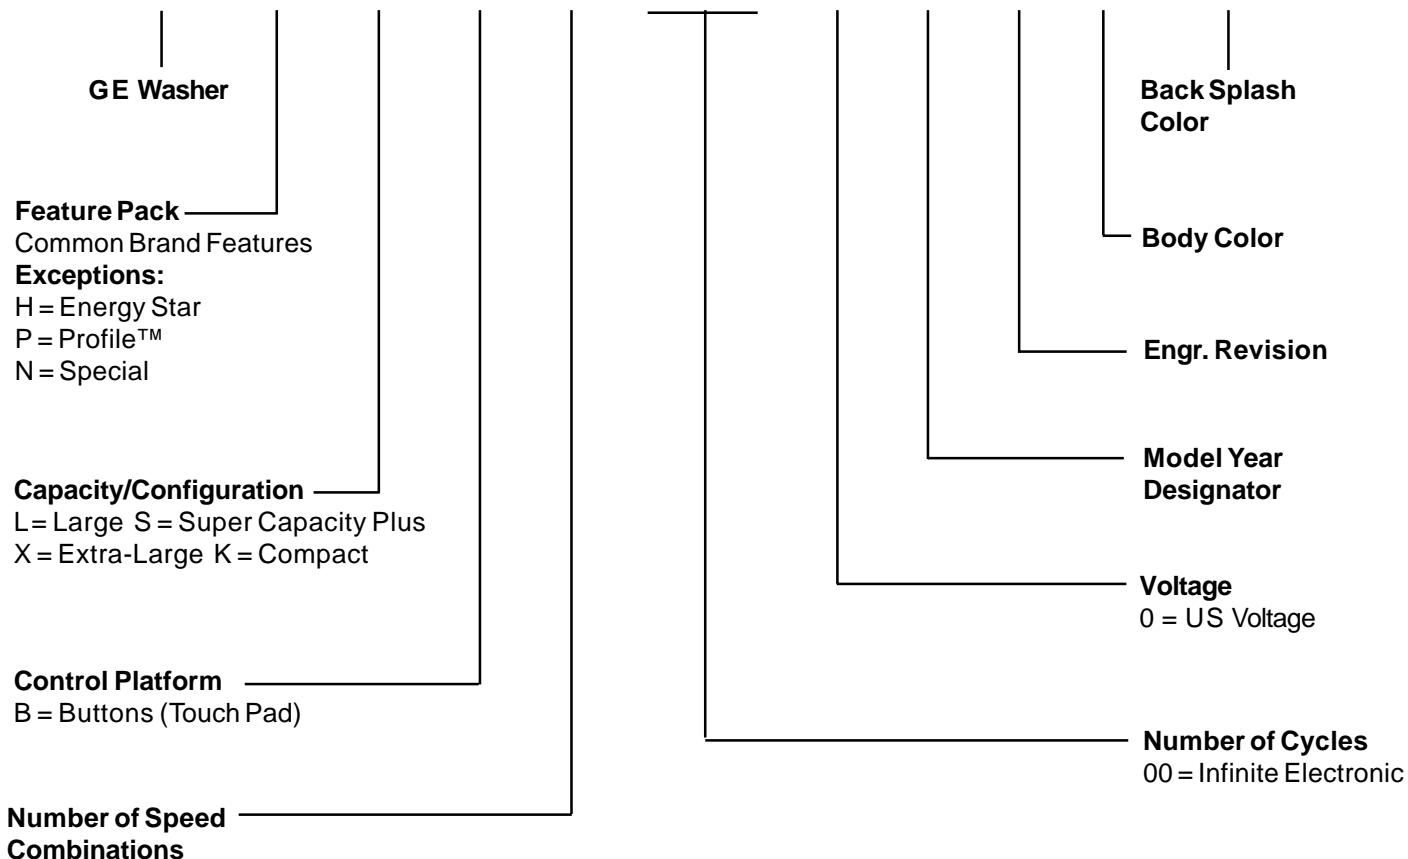 GE Washer
Feature Pack
Common Brand Features
Exceptions:
H = Energy Star
P = Profile™
N = Special
Capacity/Configuration
L = Large S = Super Capacity Plus
X = Extra-Large K = Compact
Control Platform
B = Buttons (Touch Pad)
Number of Speed
Combinations
Back Splash
Color
Body Color
Engr. Revision
Model Year
Designator
Voltage
0 = US Voltage
Number of Cycles
00 = Infinite Electronic